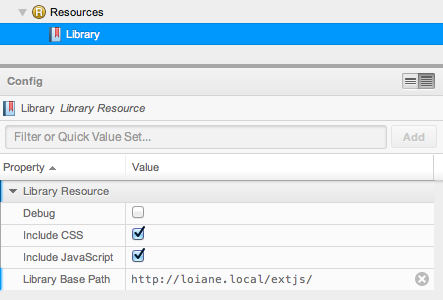 Resources
Library
Config
Library Library Resource
Filter or Quick Value Set... Add
Property Value
Library Resource
Debug
Include CSS
Include JavaScript
Library Base Path http://loiane.local/extjs/